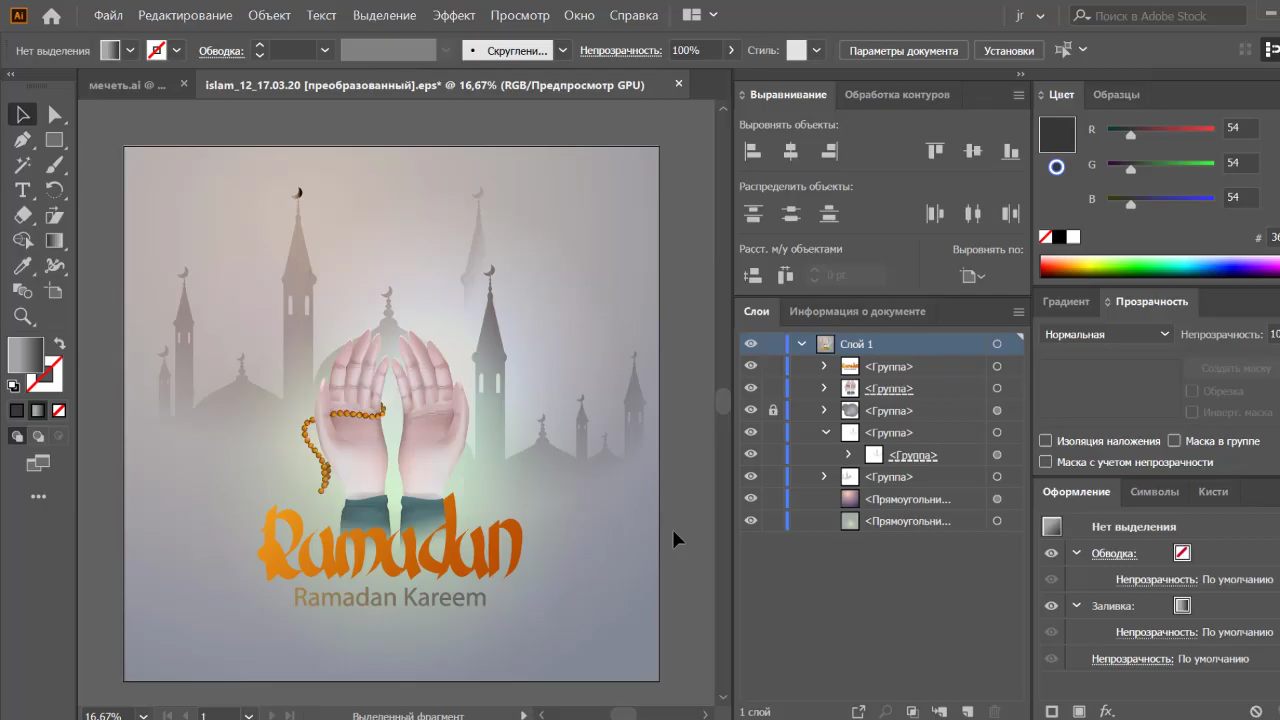 Ai
Файл Редактирование Объект Текст Выделение Эффект Просмотр Окно Справка
jr
Поиск в Adobe Stock
Нет выделения
Обводка:
Скруглени...
Непрозрачность: 100%
Стиль:
Параметры документа
Установки
мечеть.ai @ ...
islam_12_17.03.20 [преобразованный].eps* @ 16,67% (RGB/Предпросмотр GPU)
Выравнивание
Обработка контуров
Выровнять объекты:
Распределить объекты:
Расст. м/у объектами
Выровнять по:
0 pt
Цвет
Образцы
R 54
G 54
B 54
#
Слои
Информация о документе
Слой 1
<Группа>
<Группа>
<Группа>
<Группа>
<Группа>
<Группа>
<Прямоугольни...
<Прямоугольни...
1 слой
Градиент
Прозрачность
Нормальная
Непрозрачность:
Создать маску
Обрезка
Инверт. маска
Изоляция наложения
Маска в группе
Маска с учетом непрозрачности
Оформление
Символы
Кисти
Нет выделения
Обводка:
Непрозрачность: По умолчанию
Заливка:
Непрозрачность: По умолчанию
Непрозрачность: По умолчанию
fx
Ramadan
Ramadan Kareem
16,67%
1
Выделенный фрагмент